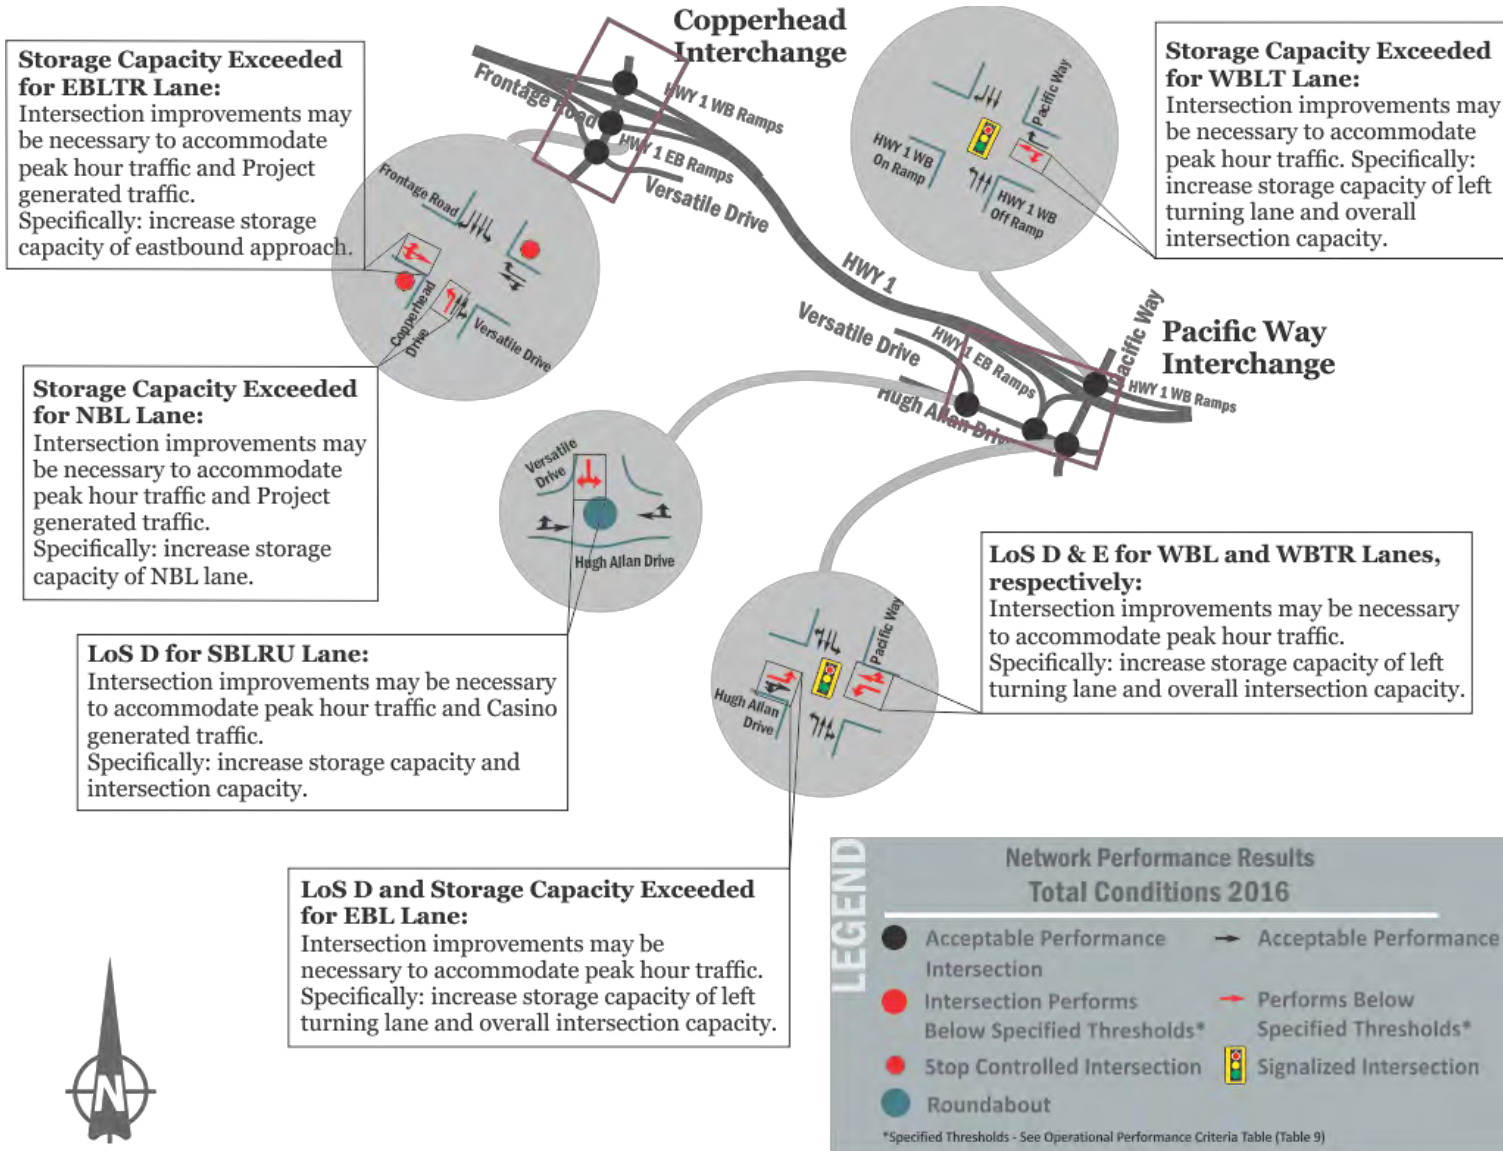 Copperhead
Interchange
Storage Capacity Exceeded
for EBLTR Lane:
Intersection improvements may
be necessary to accommodate
peak hour traffic and Project
generated traffic.
Specifically: increase storage
capacity of eastbound approach.
Storage Capacity Exceeded
for WBLT Lane:
Intersection improvements may
be necessary to accommodate
peak hour traffic. Specifically:
increase storage capacity of left
turning lane and overall
intersection capacity.
Frontage Road
HWY 1 WB Ramps
HWY 1 EB Ramps
Versatile Drive
Pacific Way
HWY 1 WB
On Ramp
HWY 1 WB
Off Ramp
Frontage Road
Copperhead
Drive
Versatile Drive
HWY 1
Versatile Drive
HWY 1 EB Ramps
Pacific Way
HWY 1 WB Ramps
Hugh Allan Drive
Pacific Way
Interchange
Storage Capacity Exceeded
for NBL Lane:
Intersection improvements may
be necessary to accommodate
peak hour traffic and Project
generated traffic.
Specifically: increase storage
capacity of NBL lane.
Versatile
Drive
Hugh Allan Drive
LoS D & E for WBL and WBTR Lanes,
respectively:
Intersection improvements may be necessary
to accommodate peak hour traffic.
Specifically: increase storage capacity of left
turning lane and overall intersection capacity.
Pacific Way
Hugh Allan
Drive
LoS D for SBLRU Lane:
Intersection improvements may be necessary
to accommodate peak hour traffic and Casino
generated traffic.
Specifically: increase storage capacity and
intersection capacity.
LoS D and Storage Capacity Exceeded
for EBL Lane:
Intersection improvements may be
necessary to accommodate peak hour traffic.
Specifically: increase storage capacity of left
turning lane and overall intersection capacity.
N
LEGEND
Network Performance Results
Total Conditions 2016
Acceptable Performance
Intersection
Acceptable Performance
Intersection Performs
Below Specified Thresholds*
Performs Below
Specified Thresholds*
Stop Controlled Intersection
Signalized Intersection
Roundabout
*Specified Thresholds - See Operational Performance Criteria Table (Table 9)